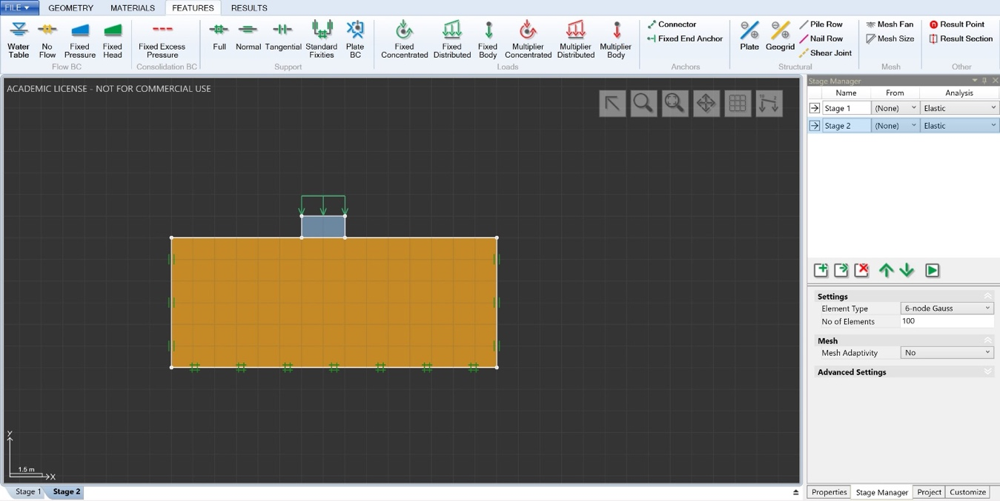 FILE
GEOMETRY
MATERIALS
FEATURES
RESULTS
Water Table
No Flow
Fixed Pressure
Fixed Head
Flow BC
Fixed Excess Pressure
Consolidation BC
Full
Normal
Tangential
Standard Fixities
Plate BC
Support
Fixed Concentrated
Fixed Distributed
Fixed Body
Multiplier Concentrated
Multiplier Distributed
Multiplier Body
Loads
Connector
Fixed End Anchor
Anchors
Plate
Geogrid
Pile Row
Nail Row
Shear Joint
Structural
Mesh Fan
Mesh Size
Mesh
Result Point
Result Section
Other
ACADEMIC LICENSE - NOT FOR COMMERCIAL USE
Stage Manager
Name From Analysis
Stage 1 (None) Elastic
Stage 2 (None) Elastic
Settings
Element Type 6-node Gauss
No of Elements 100
Mesh
Mesh Adaptivity No
Advanced Settings
Y
1.5 m
X
Stage 1
Stage 2
Properties
Stage Manager
Project
Customize